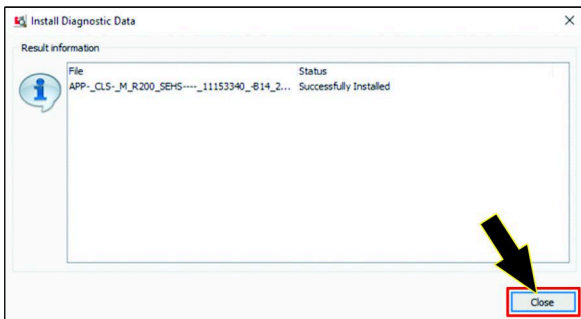 Install Diagnostic Data
Result information
File Status
APP-_CLS-_M_R200_SEHS----_11153340_-B14_2... Successfully Installed
Close